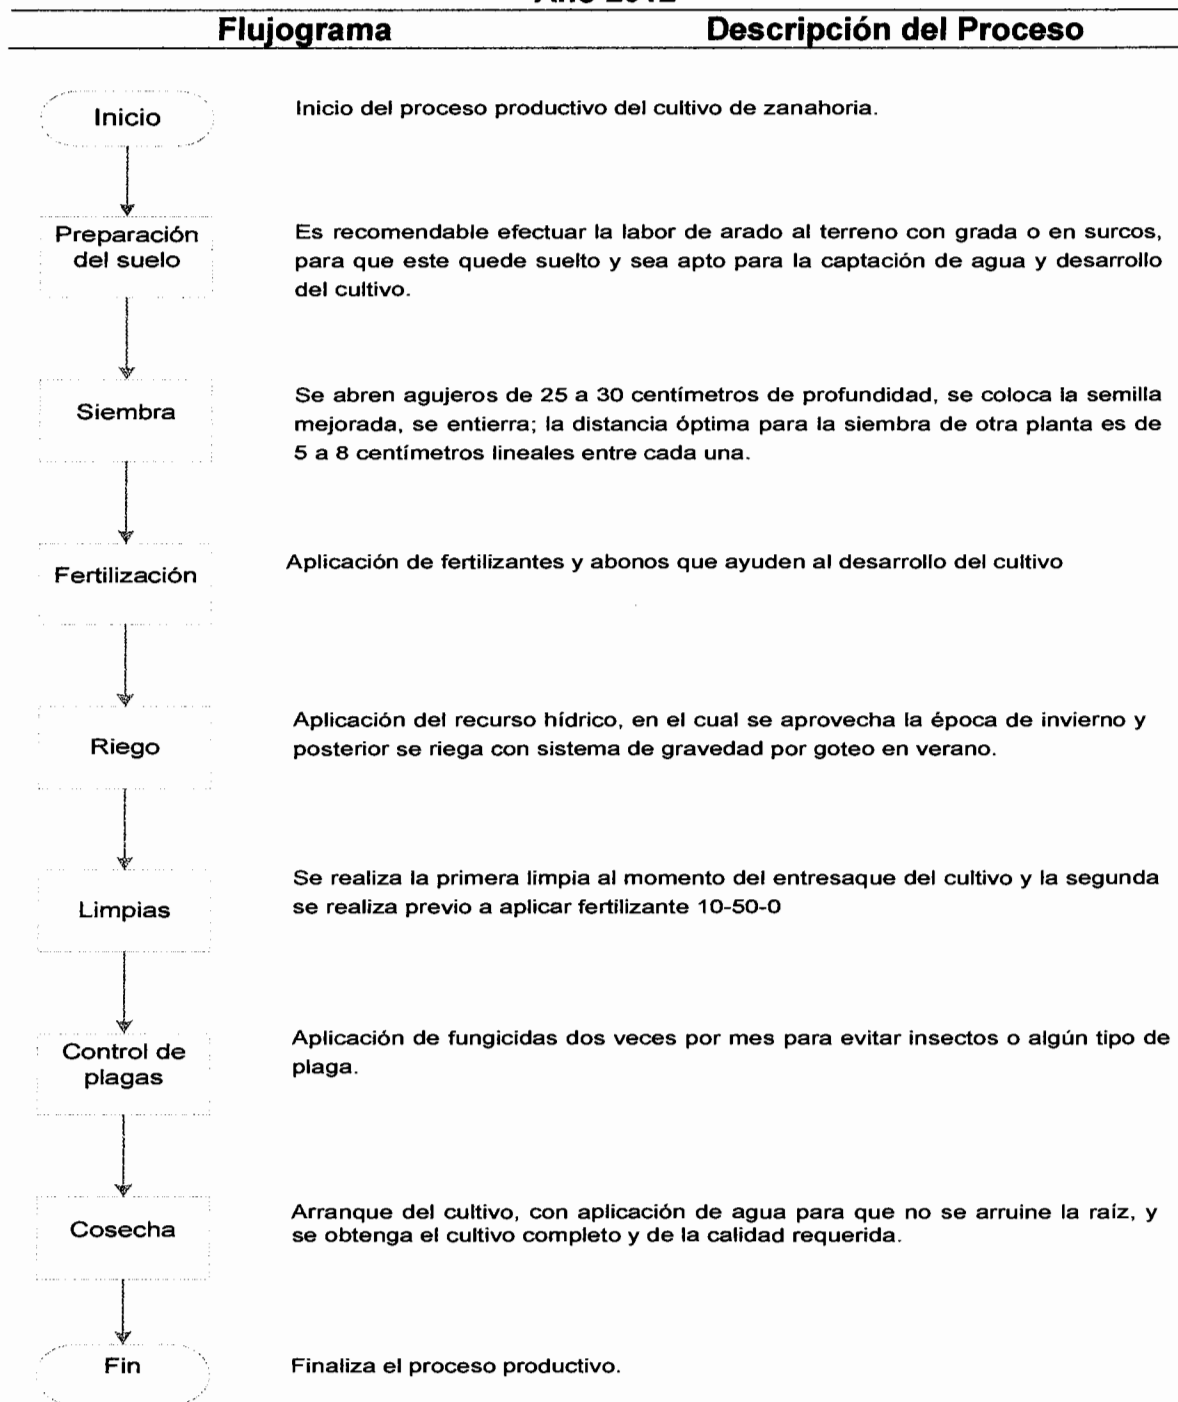 Flujograma Descripción del Proceso
Inicio
Inicio del proceso productivo del cultivo de zanahoria.
Preparación
del suelo
Es recomendable efectuar la labor de arado al terreno con grada o en surcos,
para que este quede suelto y sea apto para la captación de agua y desarrollo
del cultivo.
Siembra
Se abren agujeros de 25 a 30 centímetros de profundidad, se coloca la semilla
mejorada, se entierra; la distancia óptima para la siembra de otra planta es de
5 a 8 centímetros lineales entre cada una.
Fertilización
Aplicación de fertilizantes y abonos que ayuden al desarrollo del cultivo
Riego
Aplicación del recurso hídrico, en el cual se aprovecha la época de invierno y
posterior se riega con sistema de gravedad por goteo en verano.
Limpias
Se realiza la primera limpia al momento del entresaque del cultivo y la segunda
se realiza previo a aplicar fertilizante 10-50-0
Control de
plagas
Aplicación de fungicidas dos veces por mes para evitar insectos o algún tipo de
plaga.
Cosecha
Arranque del cultivo, con aplicación de agua para que no se arruine la raíz, y
se obtenga el cultivo completo y de la calidad requerida.
Fin
Finaliza el proceso productivo.